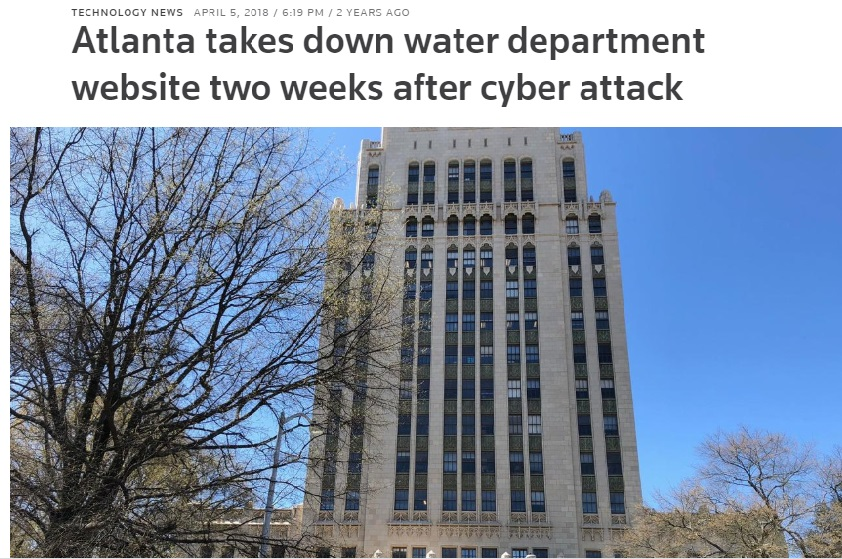 TECHNOLOGY NEWS APRIL 5, 2018 / 6:19 PM / 2 YEARS AGO
Atlanta takes down water department
website two weeks after cyber attack